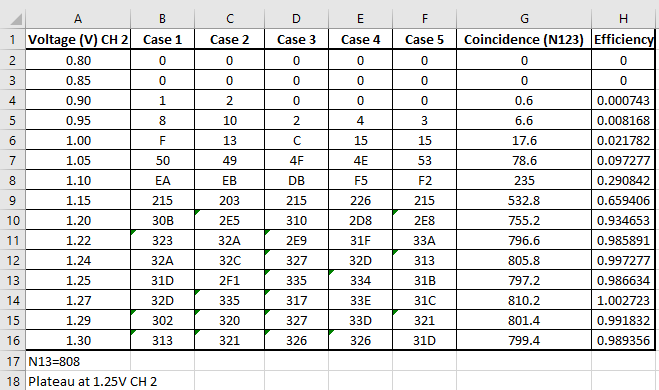 A B C D E F G H
1 Voltage (V) CH 2 Case 1 Case 2 Case 3 Case 4 Case 5 Coincidence (N123) Efficiency
2 0.80 0 0 0 0 0 0 0
3 0.85 0 0 0 0 0 0 0
4 0.90 1 2 0 0 0 0.6 0.000743
5 0.95 8 10 2 4 3 6.6 0.008168
6 1.00 F 13 C 15 15 17.6 0.021782
7 1.05 50 49 4F 4E 53 78.6 0.097277
8 1.10 EA EB DB F5 F2 235 0.290842
9 1.15 215 203 215 226 215 532.8 0.659406
10 1.20 30B 2E5 310 2D8 2E8 755.2 0.934653
11 1.22 323 32A 2E9 31F 33A 796.6 0.985891
12 1.24 32A 32C 327 32D 313 805.8 0.997277
13 1.25 31D 2F1 335 334 31B 797.2 0.986634
14 1.27 32D 335 317 33E 31C 810.2 1.002723
15 1.29 302 320 327 33D 321 801.4 0.991832
16 1.30 313 321 326 326 31D 799.4 0.989356
17 N13=808
18 Plateau at 1.25V CH 2